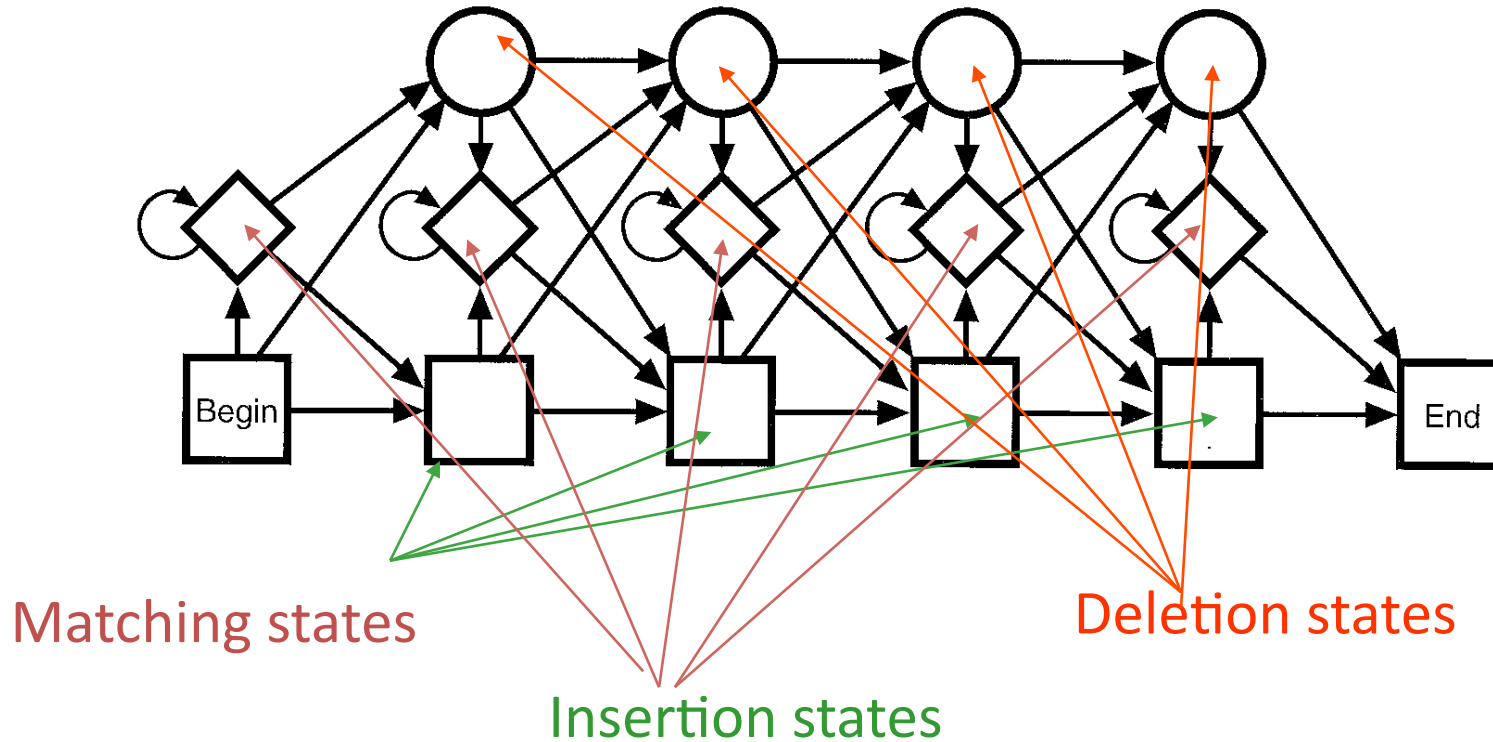 Begin
End
Matching states
Deletion states
Insertion states